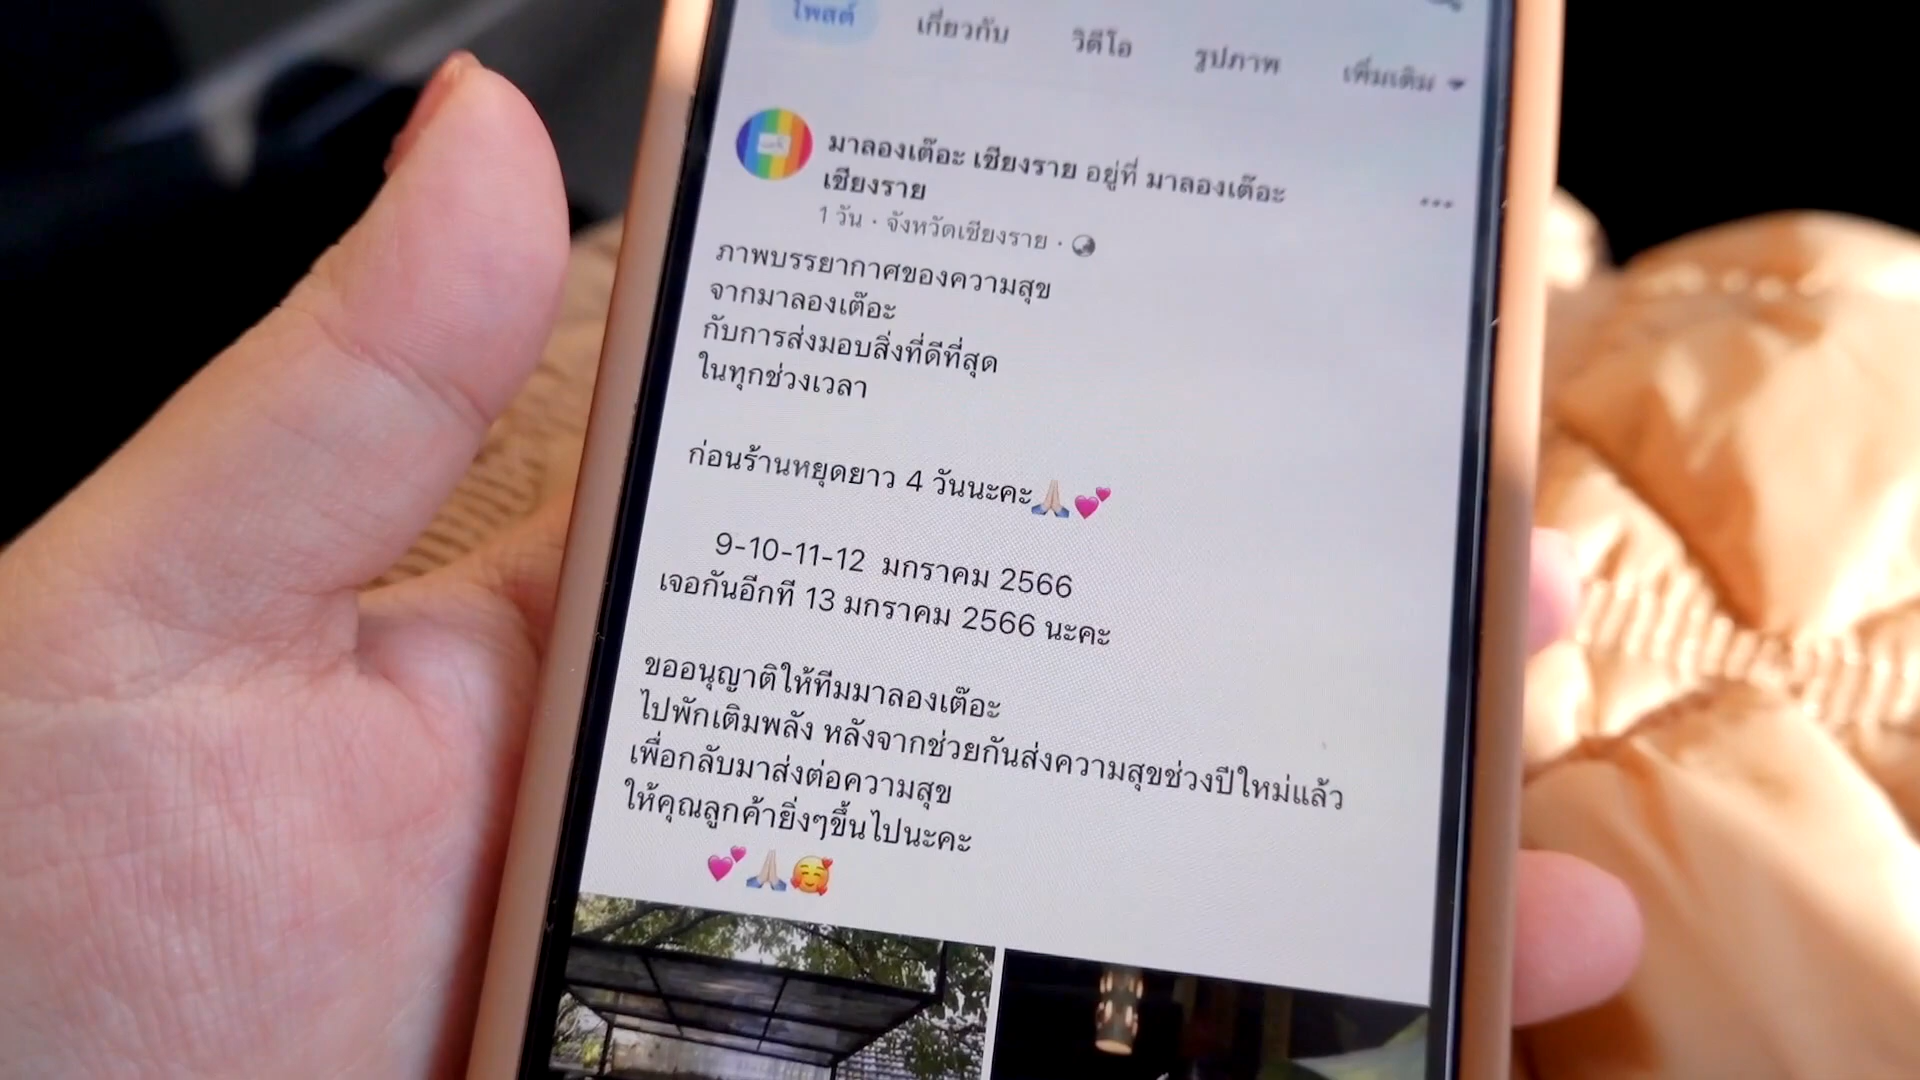 โพสต์ เกี่ยวกับ วิดีโอ รูปภาพ เพิ่มเติม
มาลองเต๊อะ เชียงราย อยู่ที่ มาลองเต๊อะ
เชียงราย
1 วัน · จังหวัดเชียงราย ·
ภาพบรรยากาศของความสุข
จากมาลองเต๊อะ
กับการส่งมอบสิ่งที่ดีที่สุด
ในทุกช่วงเวลา
ก่อนร้านหยุดยาว 4 วันนะคะ🙏🏻💕
9-10-11-12 มกราคม 2566
เจอกันอีกที 13 มกราคม 2566 นะคะ
ขออนุญาติให้ทีมมาลองเต๊อะ
ไปพักเติมพลัง หลังจากช่วยกันส่งความสุขช่วงปีใหม่แล้ว
เพื่อกลับมาส่งต่อความสุข
ให้คุณลูกค้ายิ่งๆขึ้นไปนะคะ
💕🙏🏻🥰